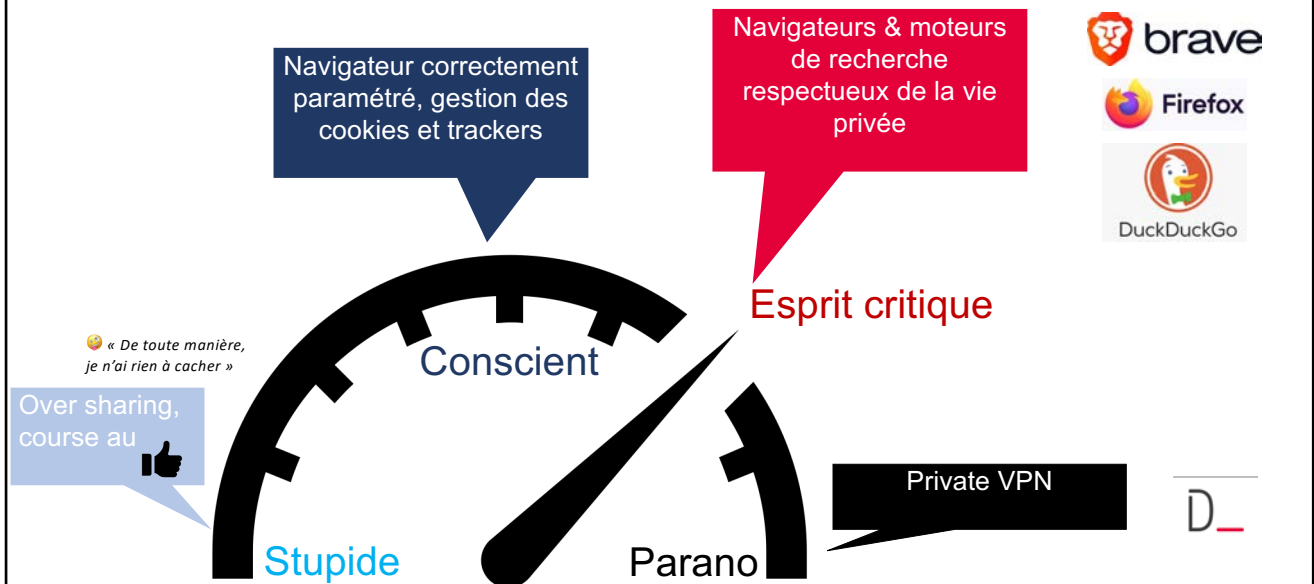 Navigateur correctement
paramétré, gestion des
cookies et trackers
Navigateurs & moteurs
de recherche
respectueux de la vie
privée
brave
Firefox
DuckDuckGo
Esprit critique
« De toute manière,
je n’ai rien à cacher »
Conscient
Over sharing,
course au
Private VPN
D_
Stupide
Parano